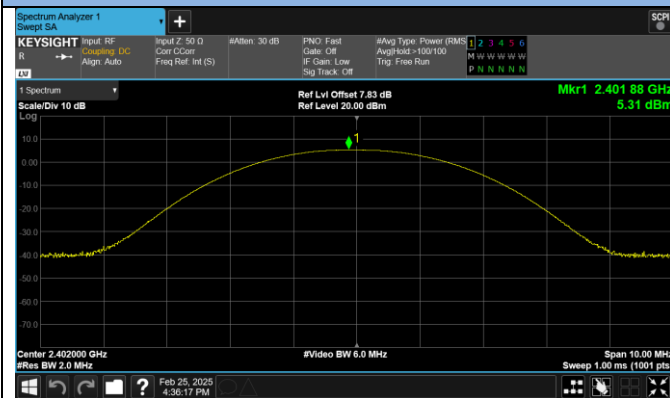 Spectrum Analyzer 1
Swept SA
SCPI
KEYSIGHT
R
LXI
Input: RF
Coupling: DC
Align: Auto
Input Z: 50 Ω
Corr CCorr
Freq Ref: Int (S)
#Atten: 30 dB
PNO: Fast
Gate: Off
IF Gain: Low
Sig Track: Off
#Avg Type: Power (RMS
Avg|Hold:>100/100
Trig: Free Run
1 2 3 4 5 6
M W W W W W
P N N N N N
1 Spectrum
Scale/Div 10 dB
Log
Ref Lvl Offset 7.83 dB
Ref Level 20.00 dBm
Mkr1 2.401 88 GHz
5.31 dBm
1
10.0
0.00
-10.0
-20.0
-30.0
-40.0
-50.0
-60.0
-70.0
Center 2.402000 GHz
#Res BW 2.0 MHz
#Video BW 6.0 MHz
Span 10.00 MHz
Sweep 1.00 ms (1001 pts
?
Feb 25, 2025
4:36:17 PM